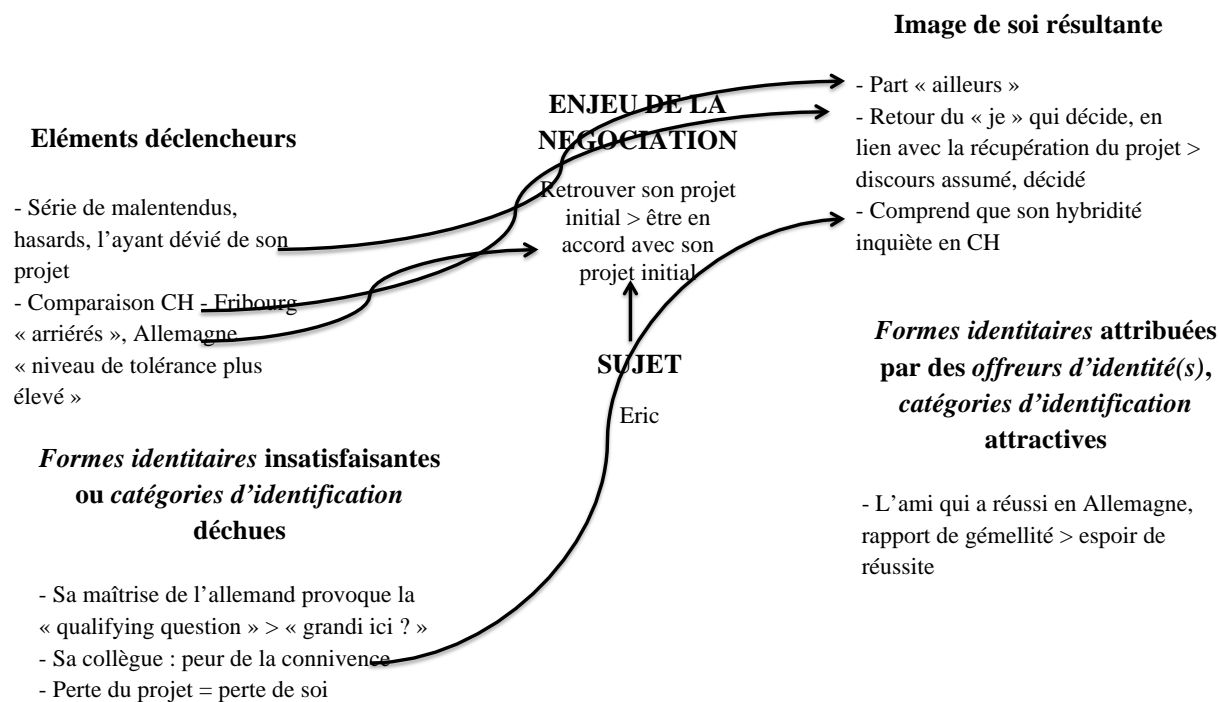 Eléments déclencheurs
- Série de malentendus,
hasards, l’ayant dévié de son
projet
- Comparaison CH - Fribourg
« arriérés », Allemagne
« niveau de tolérance plus
élevé »
Formes identitaires insatisfaisantes
ou catégories d’identification
déchues
- Sa maîtrise de l’allemand provoque la
« qualifying question » > « grandi ici ? »
- Sa collègue : peur de la connivence
- Perte du projet = perte de soi
ENJEU DE LA
NEGOCIATION
Retrouver son projet
initial > être en
accord avec son
projet initial
SUJET
Eric
Image de soi résultante
- Part « ailleurs »
- Retour du « je » qui décide, en
lien avec la récupération du projet >
discours assumé, décidé
- Comprend que son hybridité
inquiète en CH
Formes identitaires attribuées
par des offreurs d’identité(s),
catégories d’identification
attractives
- L’ami qui a réussi en Allemagne,
rapport de gémellité > espoir de
réussite